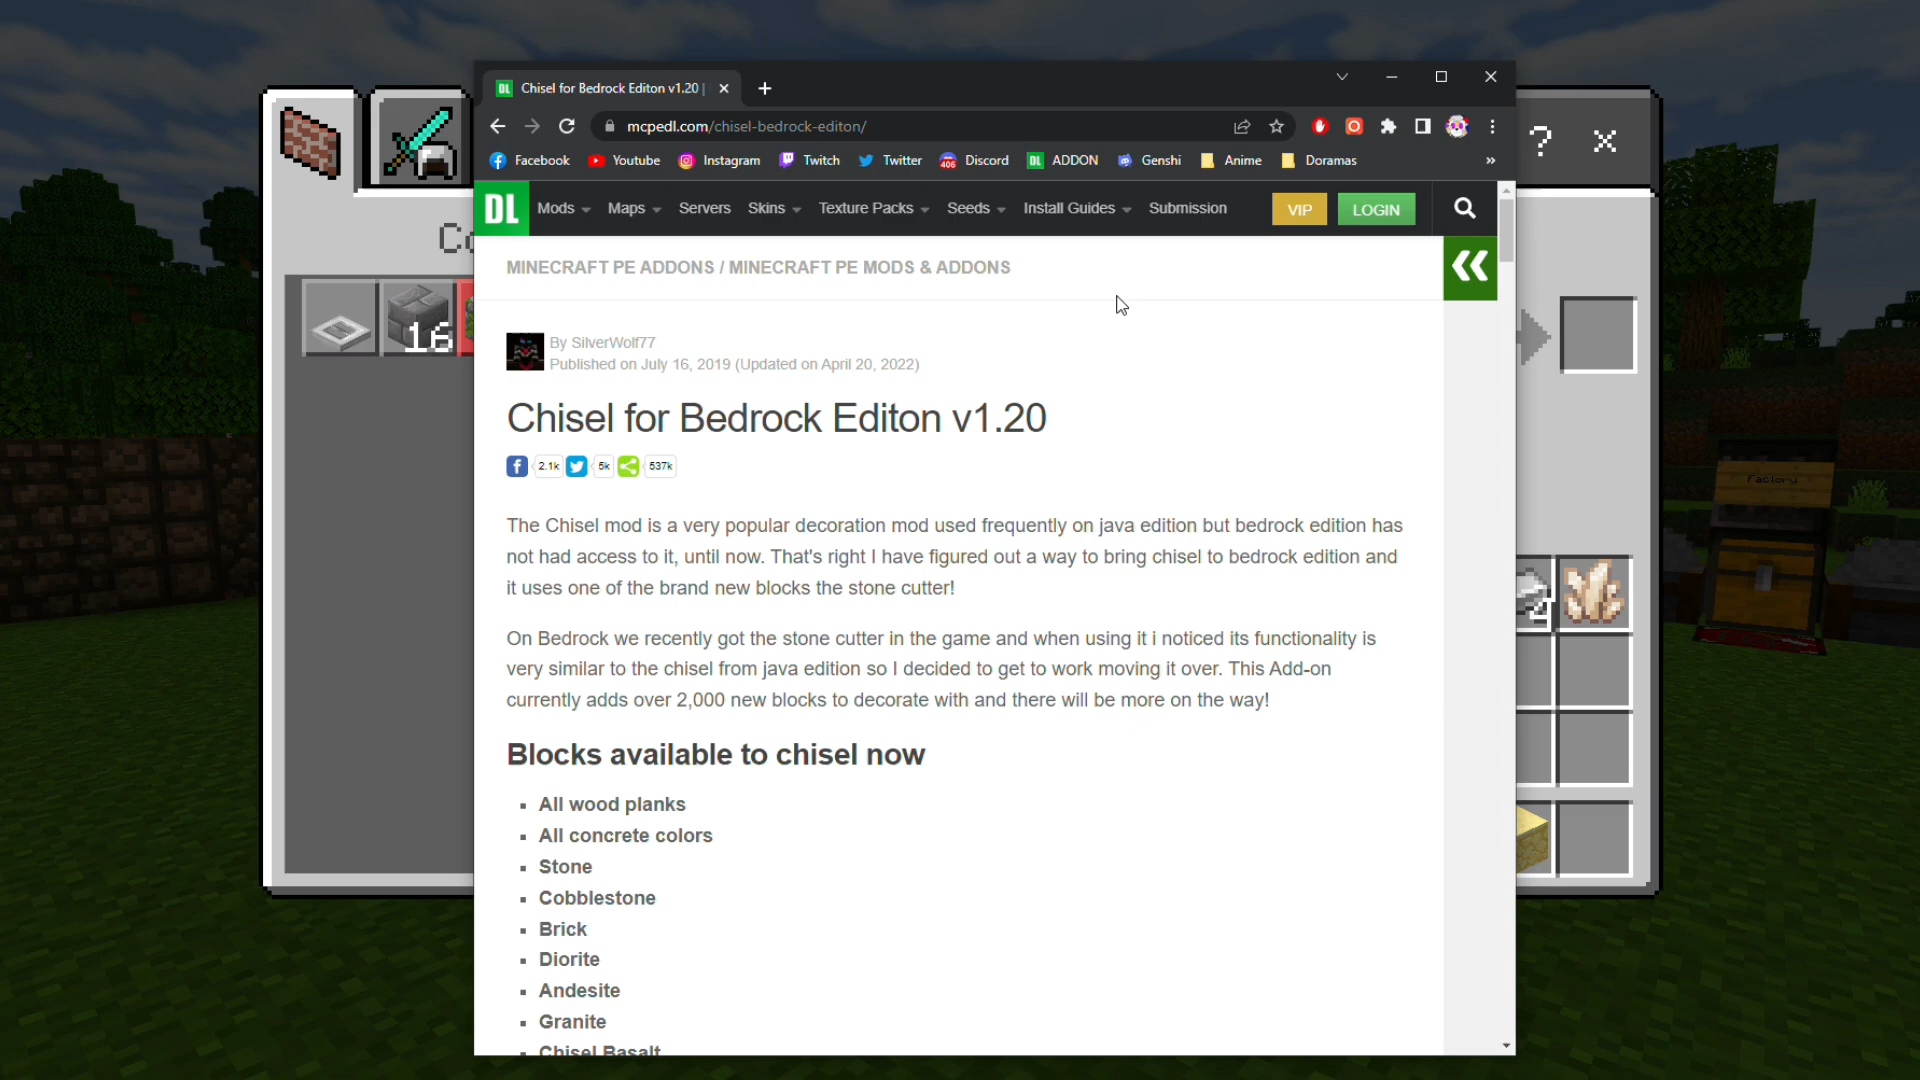 Chisel for Bedrock Editon v1.20 |
mcpedl.com/chisel-bedrock-editon/
Facebook Youtube Instagram Twitch Twitter 406 Discord DL ADDON Genshi Anime Doramas »
DL Mods Maps Servers Skins Texture Packs Seeds Install Guides Submission VIP LOGIN
MINECRAFT PE ADDONS / MINECRAFT PE MODS & ADDONS
By SilverWolf77
Published on July 16, 2019 (Updated on April 20, 2022)
Chisel for Bedrock Editon v1.20
2.1k 5k 537k
The Chisel mod is a very popular decoration mod used frequently on java edition but bedrock edition has
not had access to it, until now. That's right I have figured out a way to bring chisel to bedrock edition and
it uses one of the brand new blocks the stone cutter!
On Bedrock we recently got the stone cutter in the game and when using it i noticed its functionality is
very similar to the chisel from java edition so I decided to get to work moving it over. This Add-on
currently adds over 2,000 new blocks to decorate with and there will be more on the way!
Blocks available to chisel now
All wood planks
All concrete colors
Stone
Cobblestone
Brick
Diorite
Andesite
Granite
Chisel Basalt
?
Co
16
4
Factory